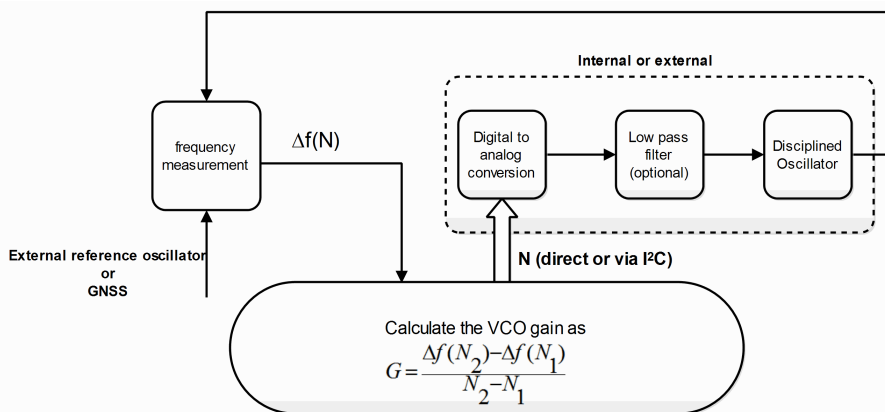 Internal or external
frequency
measurement
Δf(N)
Digital to
analog
conversion
Low pass
filter
(optional)
Disciplined
Oscillator
External reference oscillator
or
GNSS
N (direct or via I²C)
Calculate the VCO gain as
G = Δf(N₂)−Δf(N₁) / N₂−N₁